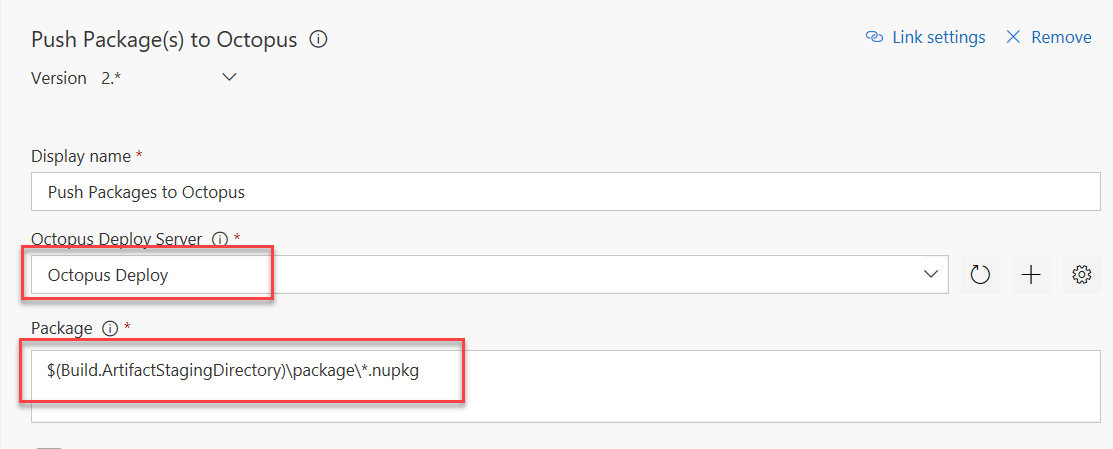 Push Package(s) to Octopus
Link settings
Remove
Version 2.*
Display name *
Push Packages to Octopus
Octopus Deploy Server *
Octopus Deploy
Package *
$(Build.ArtifactStagingDirectory)\package\*.nupkg